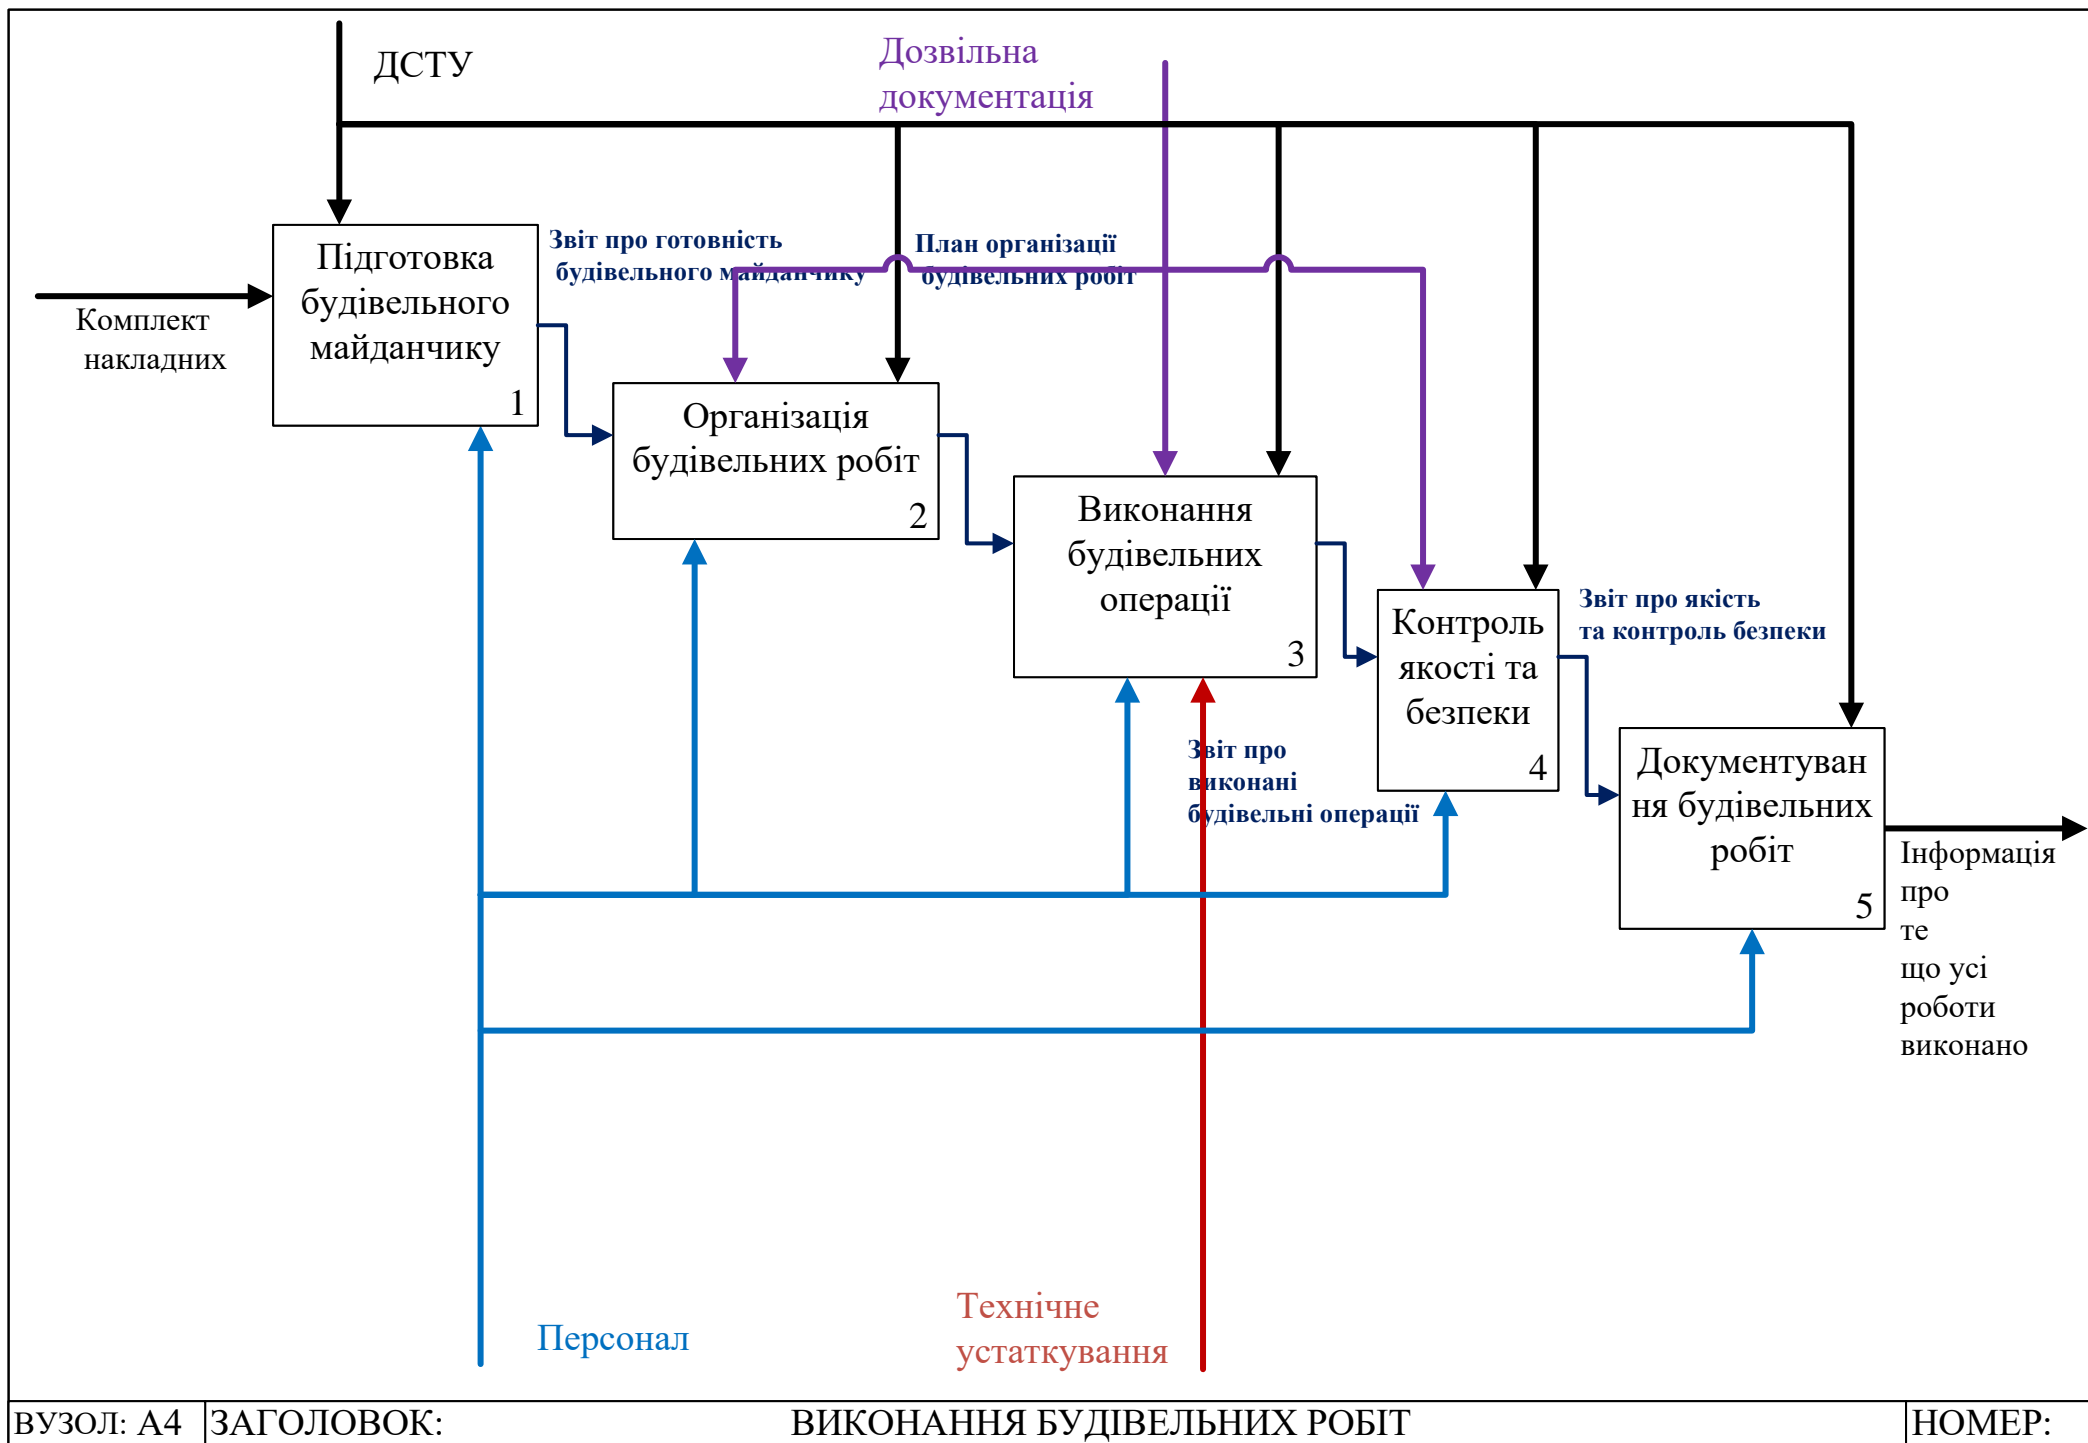 ДСТУ
Дозвільна
документація
Звіт про готовність
будівельного майданчику
План організації
будівельних робіт
Підготовка
будівельного
майданчику
1
Комплект
накладних
Організація
будівельних робіт
2
Виконання
будівельних
операції
3
Контроль
якості та
безпеки
4
Звіт про якість
та контроль безпеки
Звіт про
виконані
будівельні операції
Документуван
ня будівельних
робіт
5
Інформація
про
те
що усі
роботи
виконано
Персонал
Технічне
устаткування
ВУЗОЛ: А4
ЗАГОЛОВОК:
ВИКОНАННЯ БУДІВЕЛЬНИХ РОБІТ
НОМЕР: